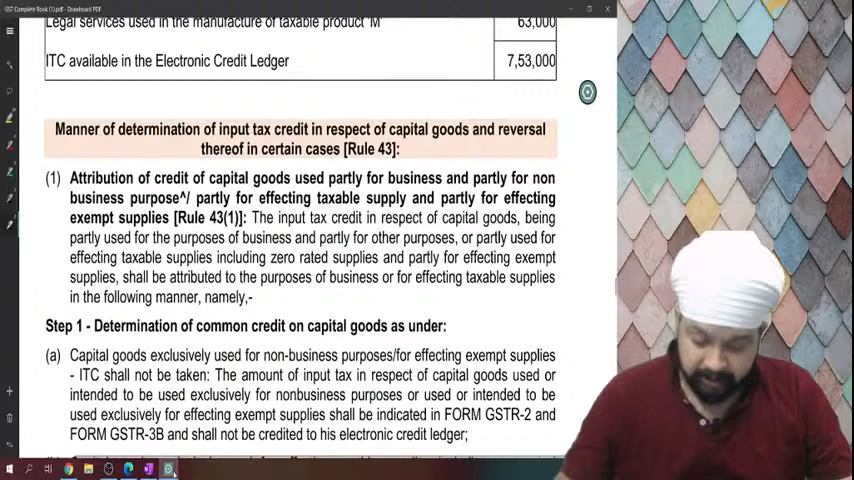 GST Complete Book (1).pdf - Drawboard PDF
Legal services used in the manufacture of taxable product 'M' 63,000
ITC available in the Electronic Credit Ledger 7,53,000
Manner of determination of input tax credit in respect of capital goods and reversal
thereof in certain cases [Rule 43]:
(1) Attribution of credit of capital goods used partly for business and partly for non
business purpose^/ partly for effecting taxable supply and partly for effecting
exempt supplies [Rule 43(1)]: The input tax credit in respect of capital goods, being
partly used for the purposes of business and partly for other purposes, or partly used for
effecting taxable supplies including zero rated supplies and partly for effecting exempt
supplies, shall be attributed to the purposes of business or for effecting taxable supplies
in the following manner, namely,-
Step 1 - Determination of common credit on capital goods as under:
(a) Capital goods exclusively used for non-business purposes/for effecting exempt supplies
- ITC shall not be taken: The amount of input tax in respect of capital goods used or
intended to be used exclusively for nonbusiness purposes or used or intended to be
used exclusively for effecting exempt supplies shall be indicated in FORM GSTR-2 and
FORM GSTR-3B and shall not be credited to his electronic credit ledger;